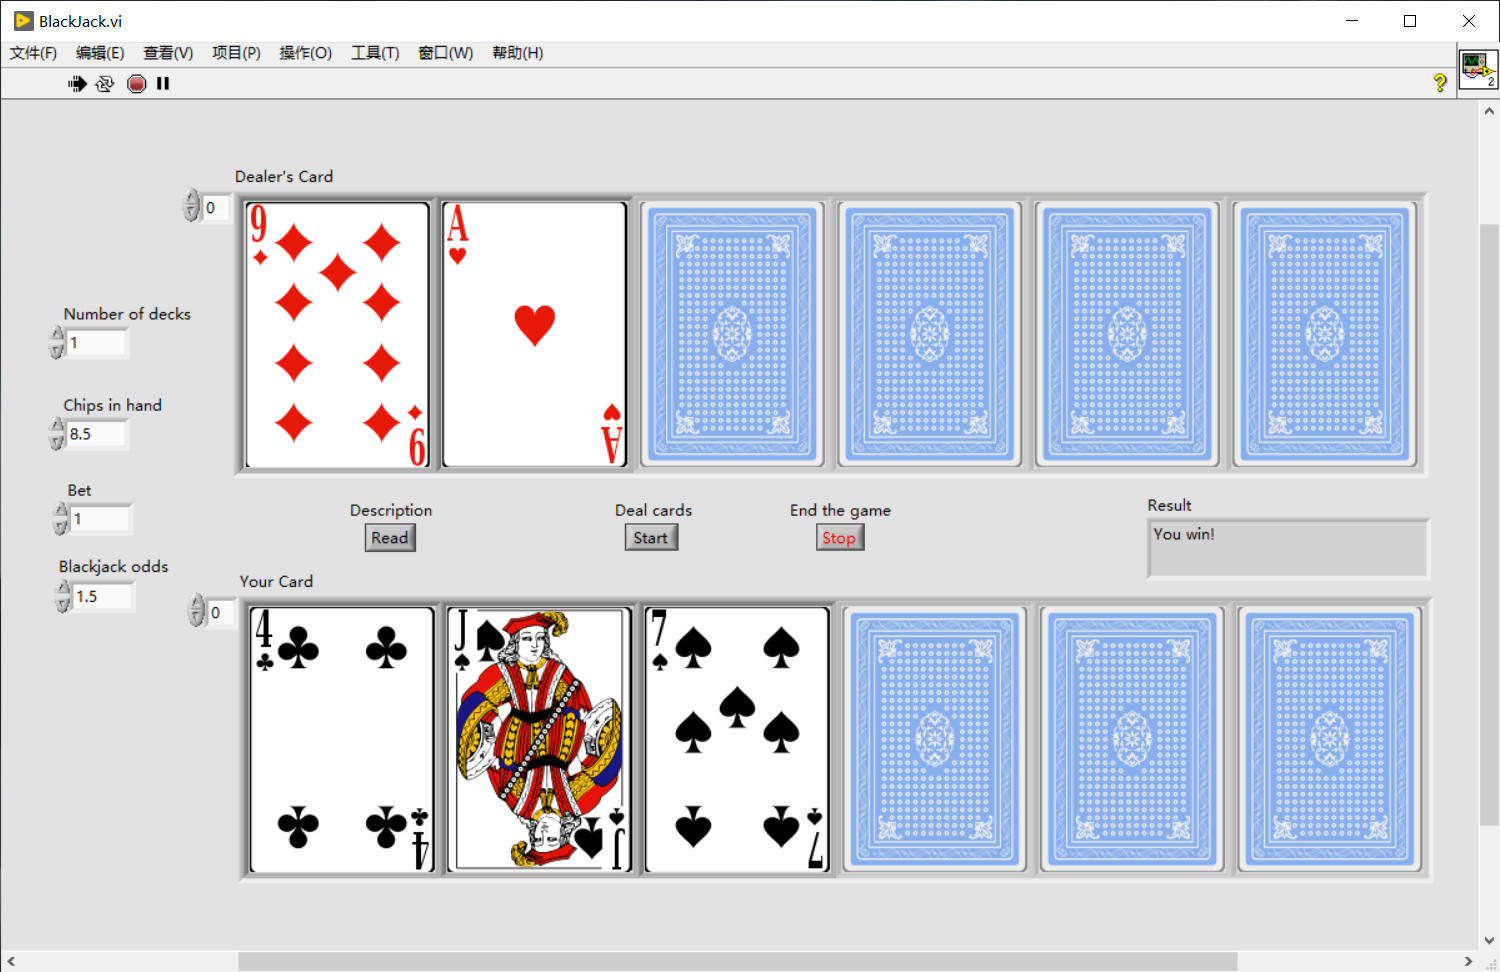 BlackJack.vi
文件(F) 编辑(E) 查看(V) 项目(P) 操作(O) 工具(T) 窗口(W) 帮助(H)
?
2
Dealer's Card
0
9
9
A
A
Number of decks
1
Chips in hand
8.5
Bet
1
Blackjack odds
1.5
Description
Read
Deal cards
Start
End the game
Stop
Result
You win!
Your Card
0
4
4
J
J
7
7